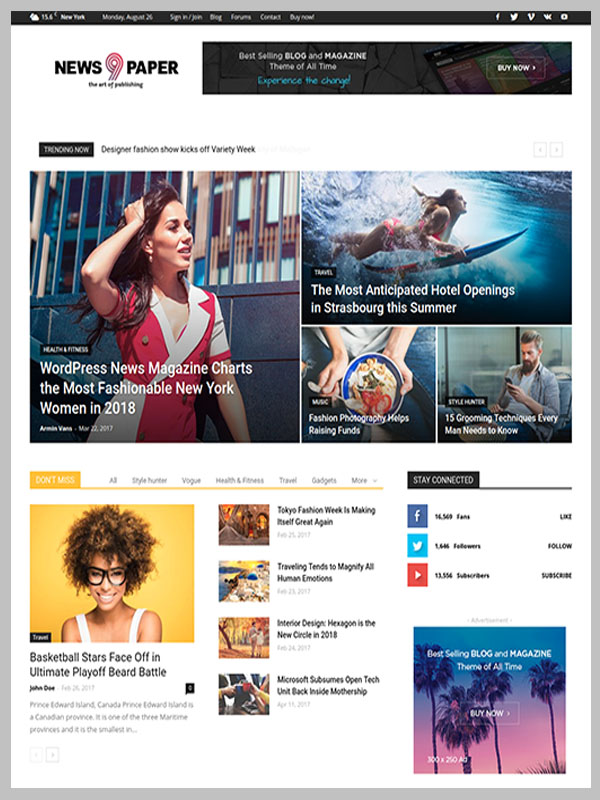 15.6 C New York Monday, August 26 Sign in / Join Blog Forums Contact Buy now!
NEWS 9 PAPER
the art of publishing
Best Selling BLOG and MAGAZINE
Theme of All Time
Experience the change!
BUY NOW >
TRENDING NOW Designer fashion show kicks off Variety Week
HEALTH & FITNESS
WordPress News Magazine Charts
the Most Fashionable New York
Women in 2018
Armin Vans - Mar 22, 2017
TRAVEL
The Most Anticipated Hotel Openings
in Strasbourg this Summer
MUSIC
Fashion Photography Helps
Raising Funds
STYLE HUNTER
15 Grooming Techniques Every
Man Needs to Know
DON'T MISS All Style hunter Vogue Health & Fitness Travel Gadgets More
Travel
Basketball Stars Face Off in
Ultimate Playoff Beard Battle
John Doe - Feb 26, 2017 0
Prince Edward Island, Canada Prince Edward Island is
a Canadian province. It is one of the three Maritime
provinces and it is the smallest in...
Tokyo Fashion Week Is Making
Itself Great Again
Feb 25, 2017
Traveling Tends to Magnify All
Human Emotions
Feb 23, 2017
Interior Design: Hexagon is the
New Circle in 2018
Feb 24, 2017
Microsoft Subsumes Open Tech
Unit Back Inside Mothership
Apr 11, 2017
STAY CONNECTED
16,569 Fans LIKE
1,646 Followers FOLLOW
13,556 Subscribers SUBSCRIBE
- Advertisement -
Best Selling BLOG and MAGAZINE
Theme of All Time
BUY NOW >
300 x 250 AD